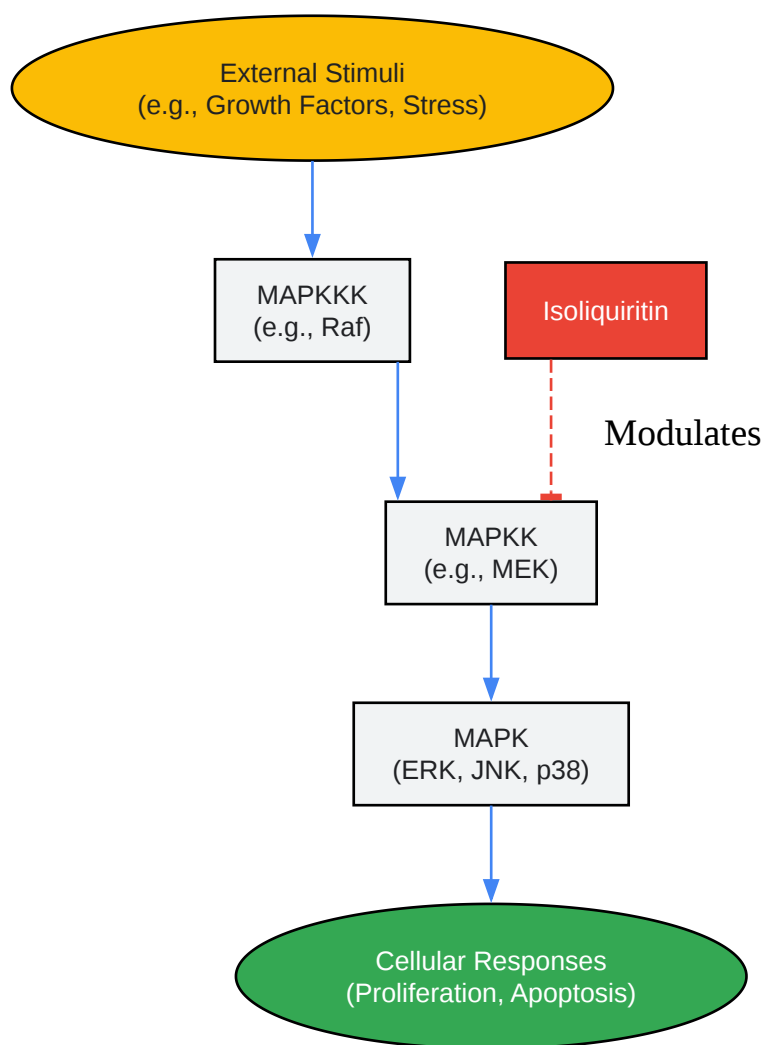 External Stimuli
(e.g., Growth Factors, Stress)
MAPKKK
(e.g., Raf)
Isoliquiritin
Modulates
MAPKK
(e.g., MEK)
MAPK
(ERK, JNK, p38)
Cellular Responses
(Proliferation, Apoptosis)